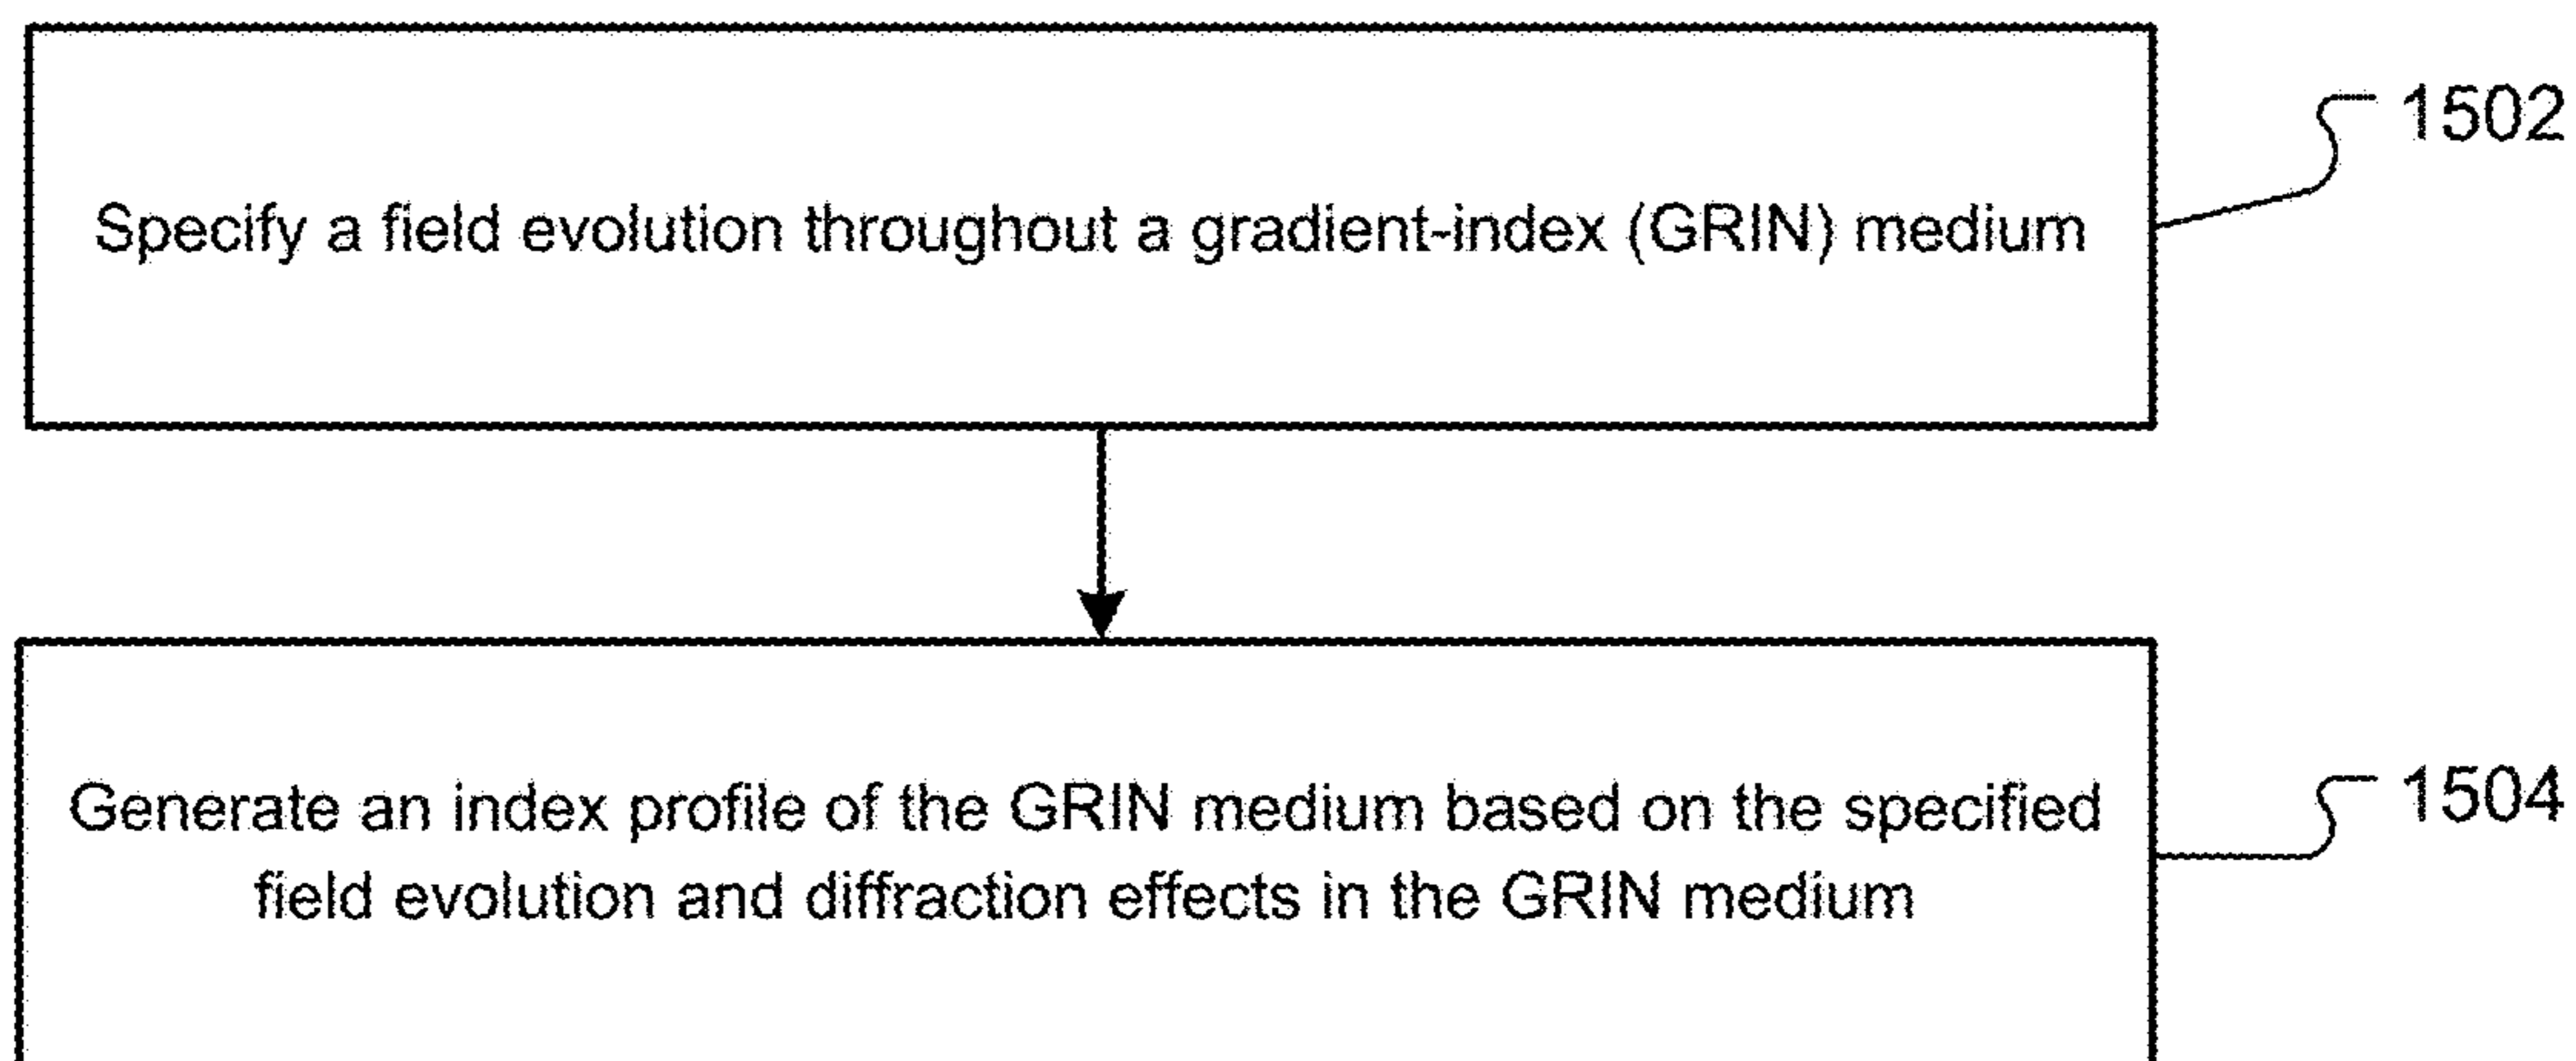 1502
Specify a field evolution throughout a gradient-index (GRIN) medium
1504
Generate an index profile of the GRIN medium based on the specified
field evolution and diffraction effects in the GRIN medium